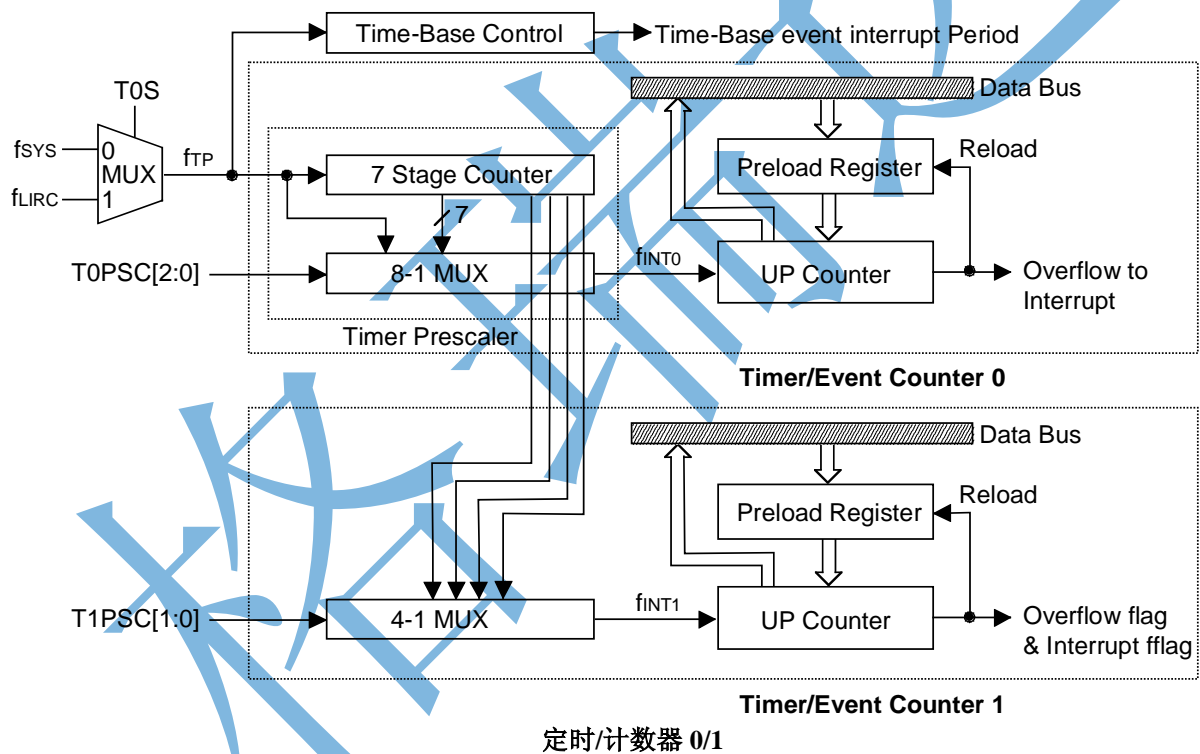 Time-Base Control
Time-Base event interrupt Period
T0S
Data Bus
fSYS
0
MUX
fTP
fLIRC
1
7 Stage Counter
Preload Register
Reload
7
T0PSC[2:0]
8-1 MUX
fINT0
UP Counter
Overflow to
Interrupt
Timer Prescaler
Timer/Event Counter 0
Data Bus
Preload Register
Reload
T1PSC[1:0]
4-1 MUX
fINT1
UP Counter
Overflow flag
& Interrupt fflag
Timer/Event Counter 1
定时/计数器 0/1